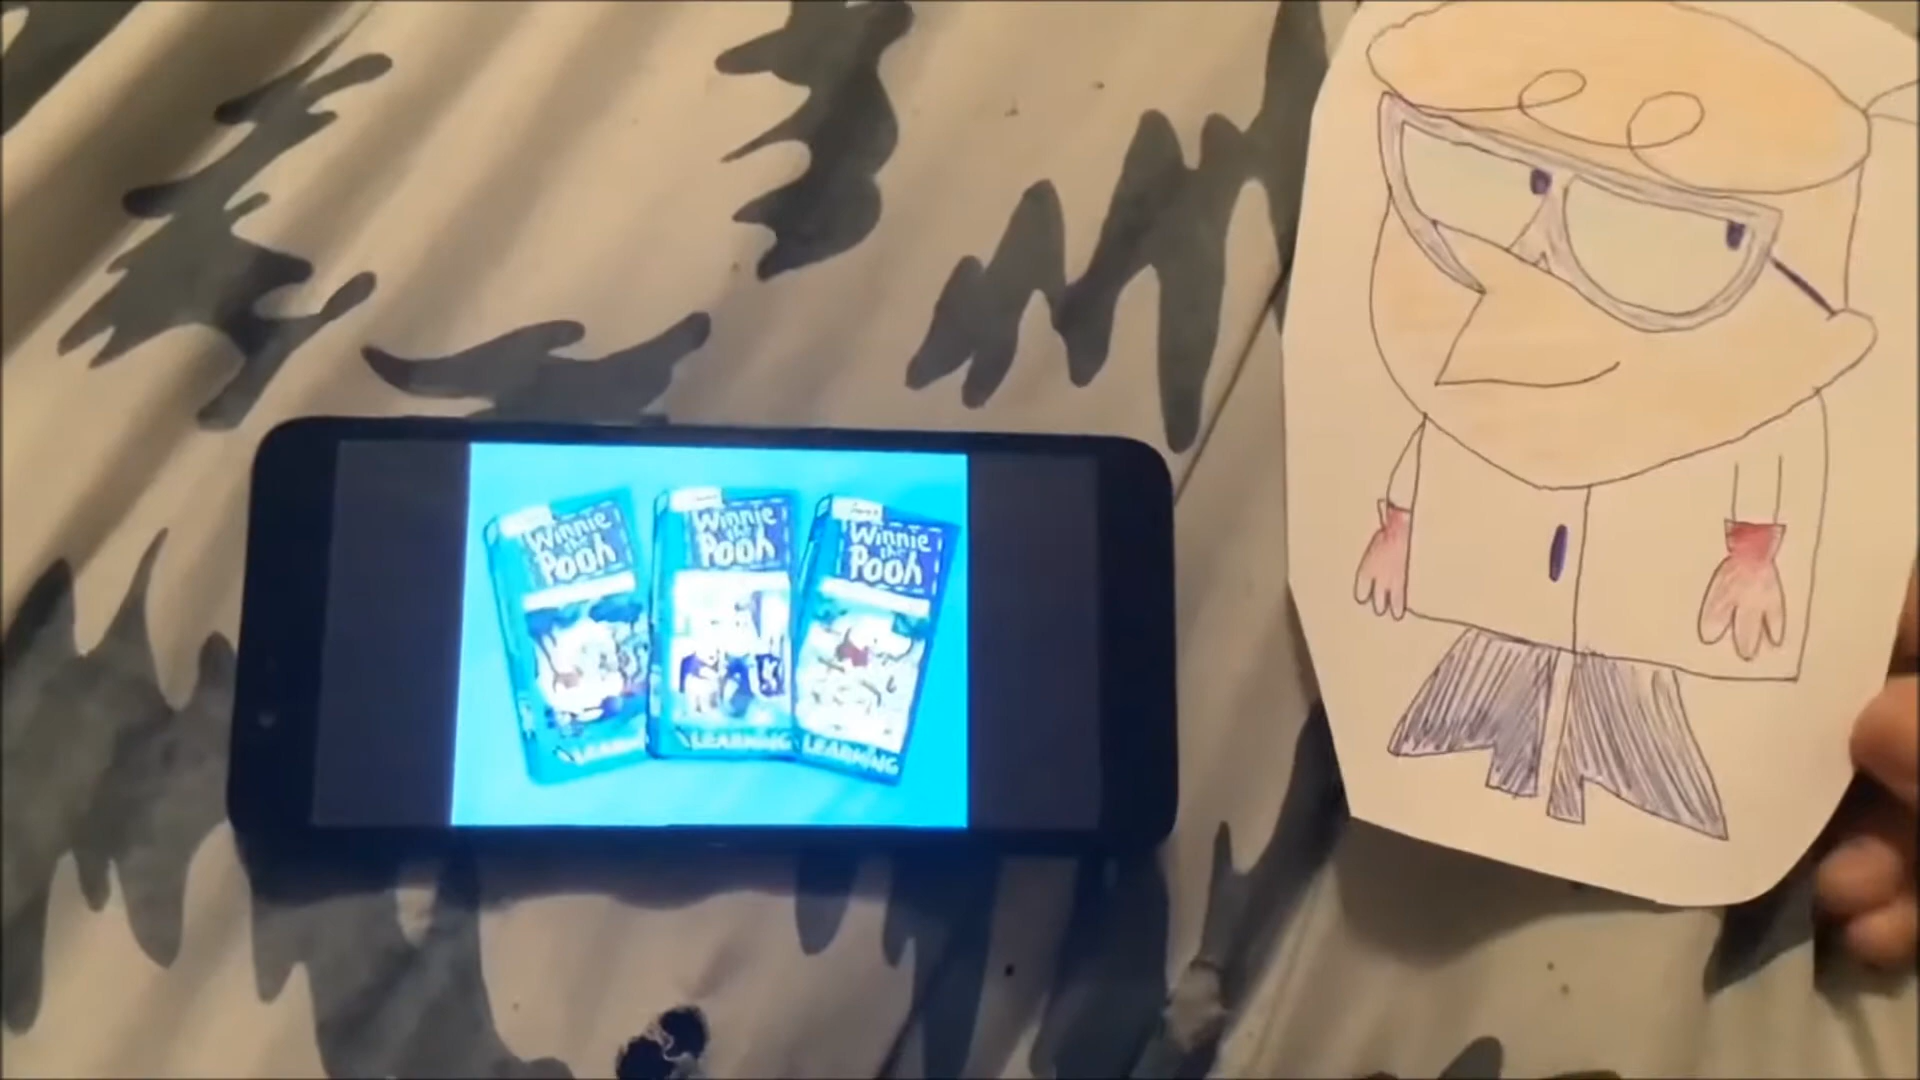 Winnie
the
Pooh
LEARNING
Winnie
the
Pooh
LEARNING
Winnie
the
Pooh
LEARNING